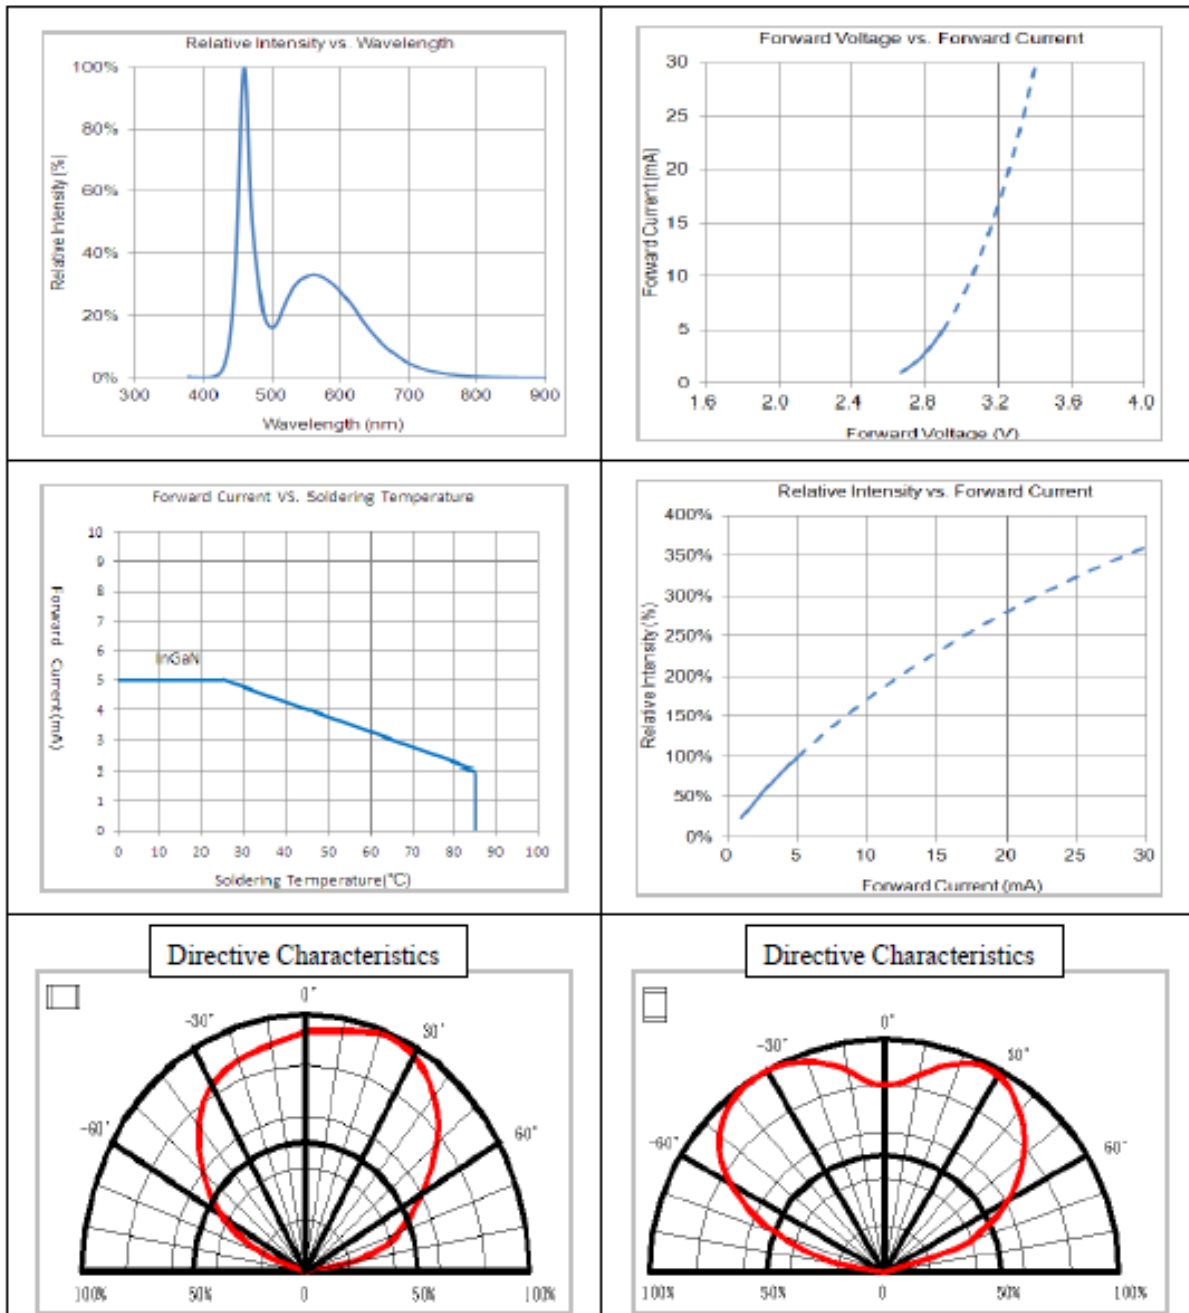 Relative Intensity vs. Wavelength
100%
80%
60%
40%
20%
0%
Relative Intensity (%)
300 400 500 600 700 800 900
Wavelength (nm)
Forward Voltage vs. Forward Current
30
25
20
15
10
5
0
Forward Current (mA)
1.6 2.0 2.4 2.8 3.2 3.6 4.0
Forward Voltage (V)
Forward Current VS. Soldering Temperature
10
9
8
7
6
5
4
3
2
1
0
Forward Current(mA)
InGaN
0 10 20 30 40 50 60 70 80 90 100
Soldering Temperature(℃)
Relative Intensity vs. Forward Current
400%
350%
300%
250%
200%
150%
100%
50%
0%
Relative Intensity (%)
0 5 10 15 20 25 30
Forward Current (mA)
Directive Characteristics
0°
-30° 30°
-60° 60°
100% 50% 0 50% 100%
Directive Characteristics
0°
-30°
-60° 60°
100% 50% 0 50% 100%